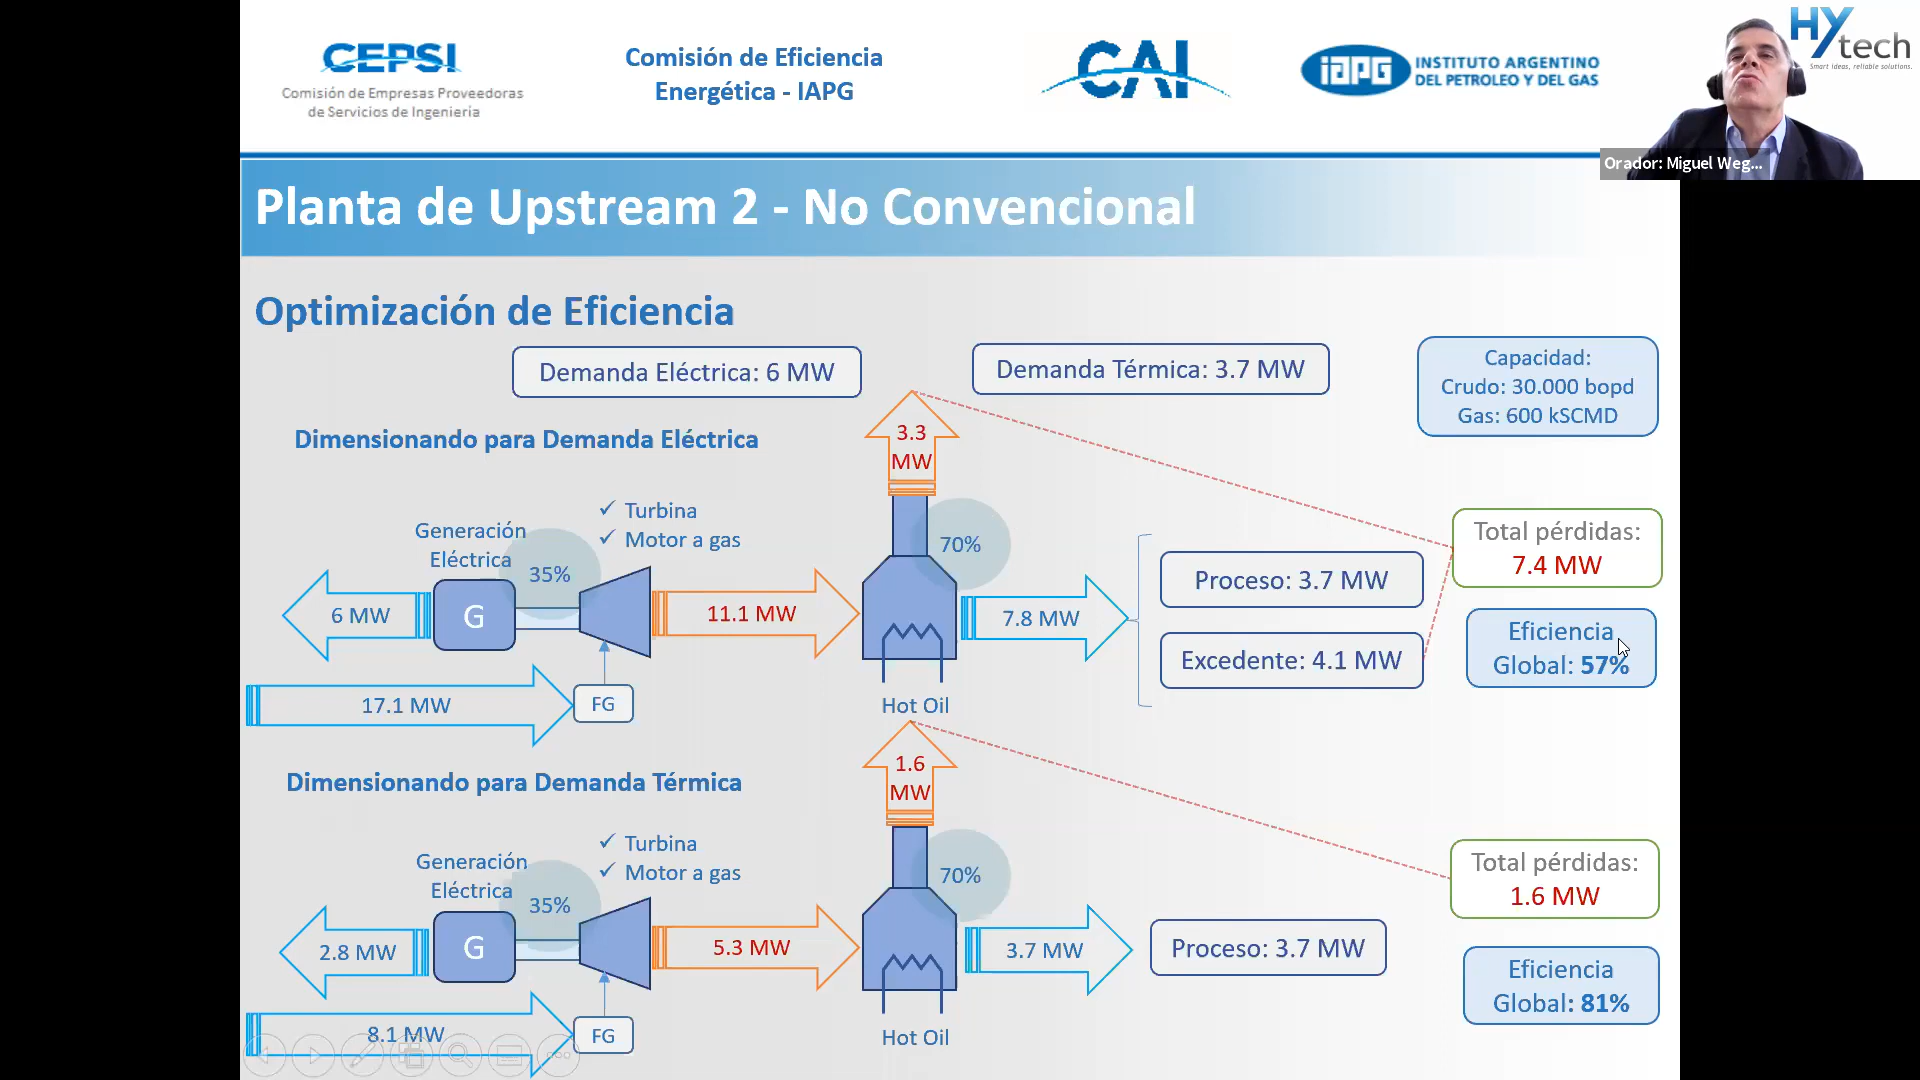 CEPSI
Comisión de Empresas Proveedoras
de Servicios de Ingeniería
Comisión de Eficiencia
Energética - IAPG
CAI
iAPG
INSTITUTO ARGENTINO
DEL PETROLEO Y DEL GAS
HYtech
Smart ideas, reliable solutions.
Orador: Miguel Weg...
Planta de Upstream 2 - No Convencional
Optimización de Eficiencia
Demanda Eléctrica: 6 MW
Demanda Térmica: 3.7 MW
Capacidad:
Crudo: 30.000 bopd
Gas: 600 kSCMD
Dimensionando para Demanda Eléctrica
3.3
MW
✓ Turbina
✓ Motor a gas
Generación
Eléctrica
35%
70%
6 MW
G
11.1 MW
7.8 MW
Proceso: 3.7 MW
Excedente: 4.1 MW
Total pérdidas:
7.4 MW
Eficiencia
Global: 57%
17.1 MW
FG
Hot Oil
Dimensionando para Demanda Térmica
1.6
MW
✓ Turbina
✓ Motor a gas
Generación
Eléctrica
35%
70%
2.8 MW
G
5.3 MW
3.7 MW
Proceso: 3.7 MW
Total pérdidas:
1.6 MW
Eficiencia
Global: 81%
8.1 MW
FG
Hot Oil